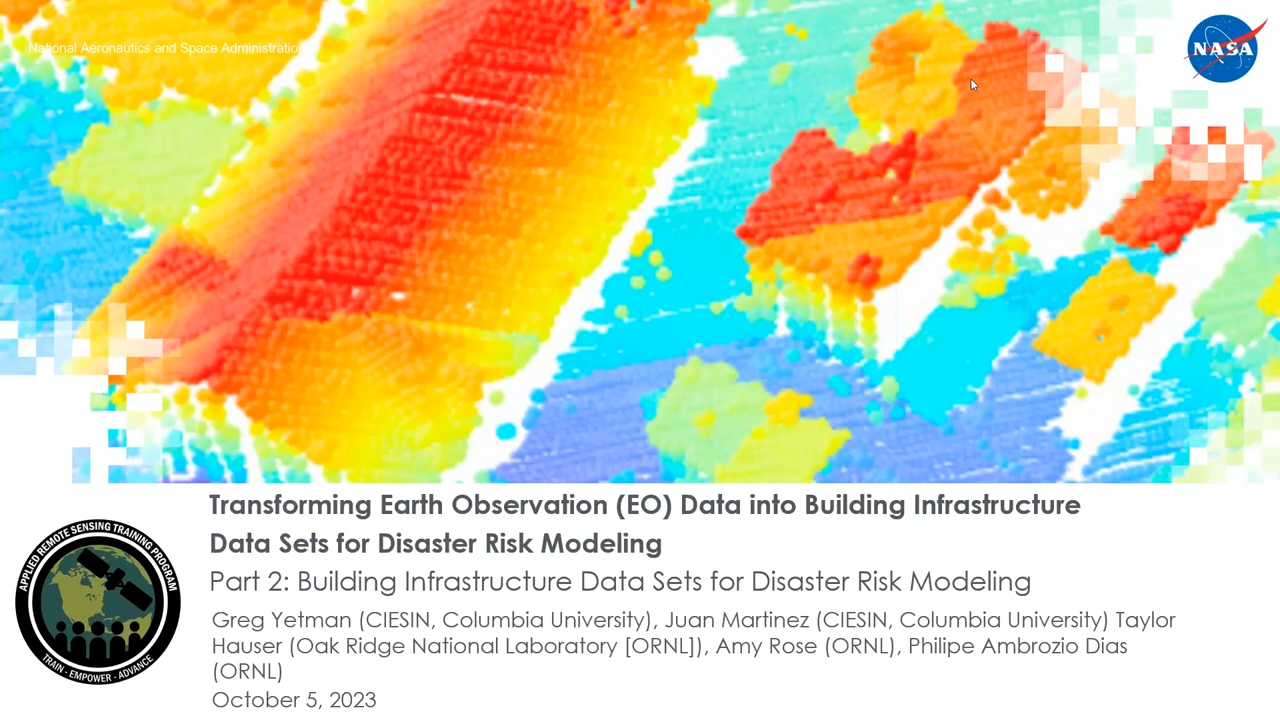 National Aeronautics and Space Administration
NASA
Transforming Earth Observation (EO) Data into Building Infrastructure
Data Sets for Disaster Risk Modeling
Part 2: Building Infrastructure Data Sets for Disaster Risk Modeling
Greg Yetman (CIESIN, Columbia University), Juan Martinez (CIESIN, Columbia University) Taylor
Hauser (Oak Ridge National Laboratory [ORNL]), Amy Rose (ORNL), Philipe Ambrozio Dias
(ORNL)
October 5, 2023
APPLIED REMOTE SENSING TRAINING PROGRAM
TRAIN - EMPOWER - ADVANCE